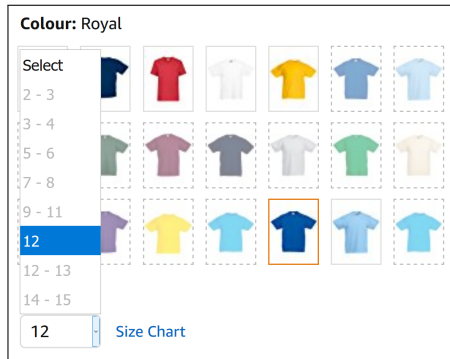 Colour: Royal
Select
2 - 3
3 - 4
5 - 6
7 - 8
9 - 11
12
12 - 13
14 - 15
12
Size Chart